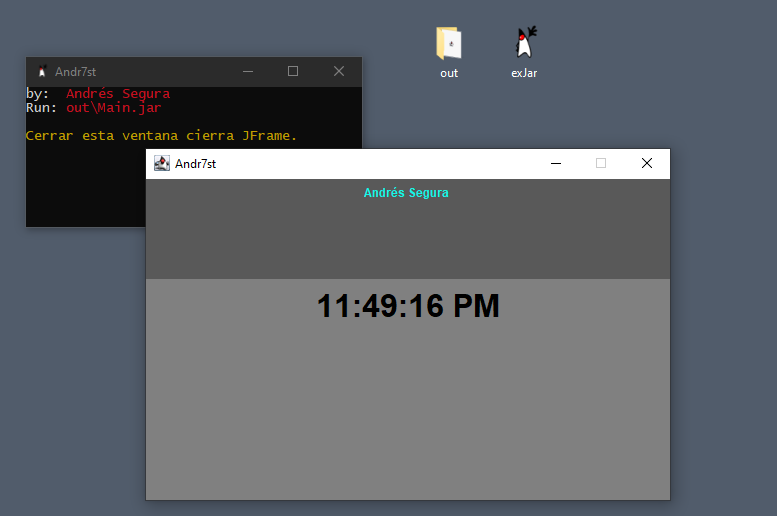 out
exJar
Andr7st
by:  Andrés Segura
Run: out\Main.jar
Cerrar esta ventana cierra JFrame.
Andr7st
Andrés Segura
11:49:16 PM